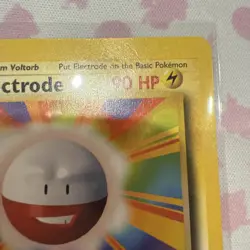 m Voltorb Put Electrode on the Basic Pokémon
ctrode 90 HP